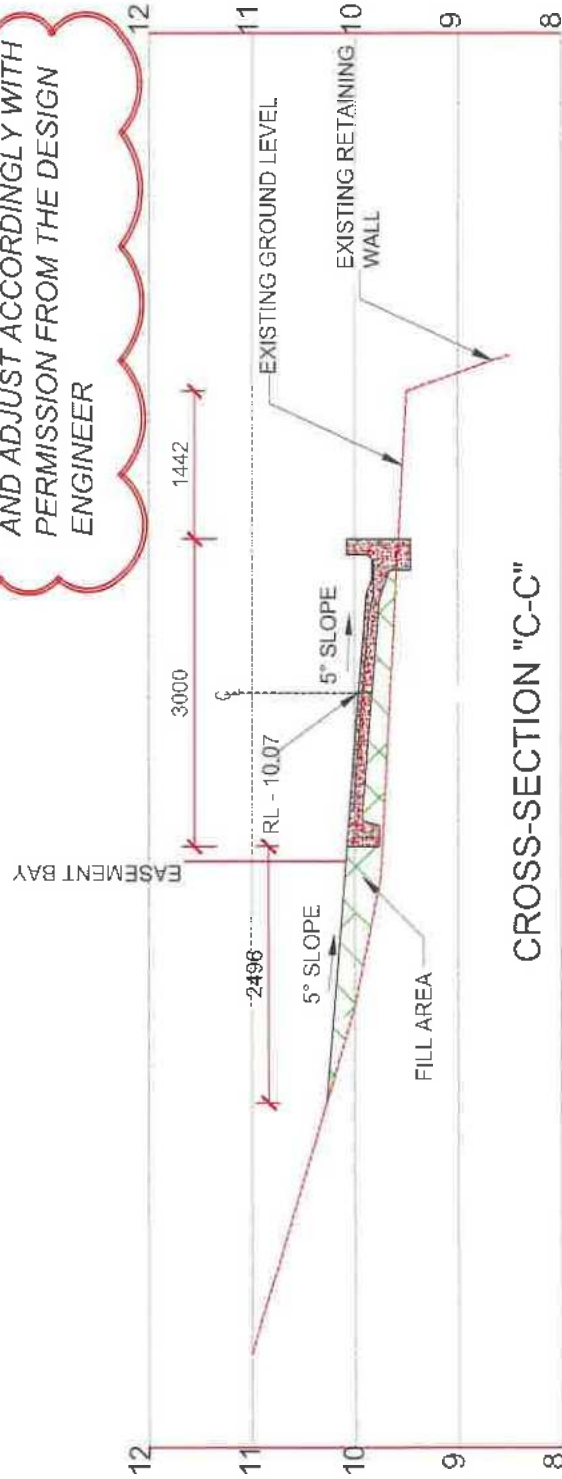 AND ADJUST ACCORDINGLY WITH
PERMISSION FROM THE DESIGN
ENGINEER
12
11
10
9
8
12
11
10
9
8
EASEMENT BAY
2496
3000
1442
RL - 10.07
5° SLOPE
5° SLOPE
EXISTING GROUND LEVEL
EXISTING RETAINING
WALL
FILL AREA
CROSS-SECTION "C-C"